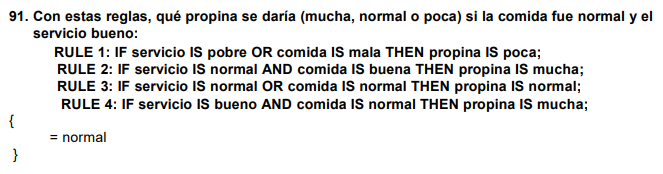 91. Con estas reglas, qué propina se daría (mucha, normal o poca) si la comida fue normal y el
servicio bueno:
RULE 1: IF servicio IS pobre OR comida IS mala THEN propina IS poca;
RULE 2: IF servicio IS normal AND comida IS buena THEN propina IS mucha;
RULE 3: IF servicio IS normal OR comida IS normal THEN propina IS normal;
RULE 4: IF servicio IS bueno AND comida IS normal THEN propina IS mucha;
{
= normal
}